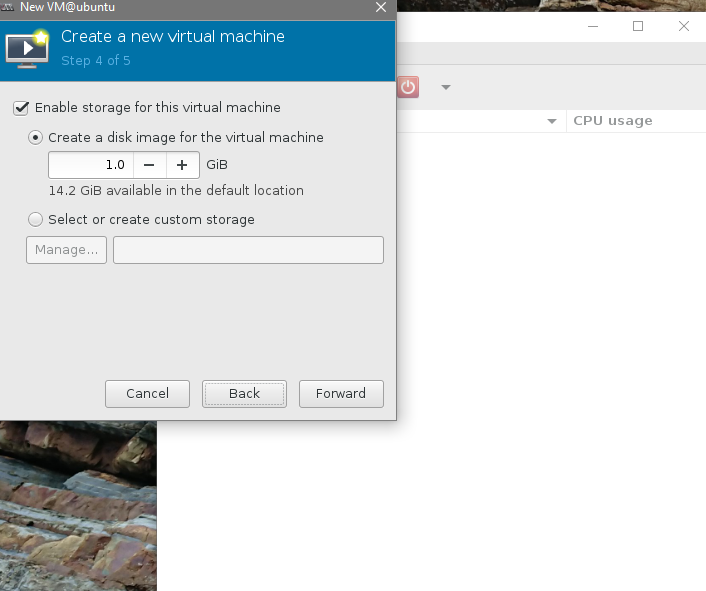 New VM@ubuntu
Create a new virtual machine
Step 4 of 5
Enable storage for this virtual machine
Create a disk image for the virtual machine
1.0 − + GiB
14.2 GiB available in the default location
Select or create custom storage
Manage...
Cancel Back Forward
CPU usage